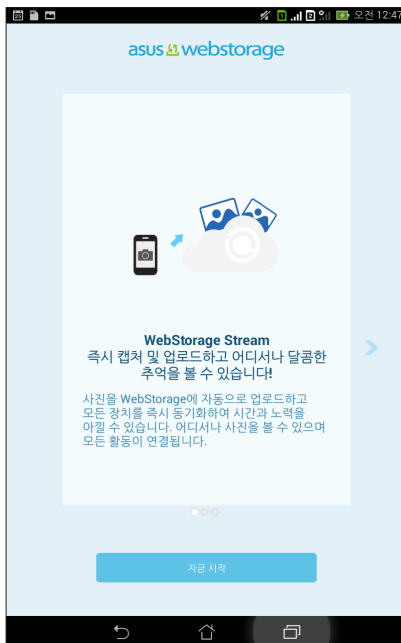 25
1
2
오전 12:47
asus webstorage
WebStorage Stream
즉시 캡처 및 업로드하고 어디서나 달콤한
추억을 볼 수 있습니다!
사진을 WebStorage에 자동으로 업로드하고
모든 장치를 즉시 동기화하여 시간과 노력을
아낄 수 있습니다. 어디서나 사진을 볼 수 있으며
모든 활동이 연결됩니다.
지금 시작